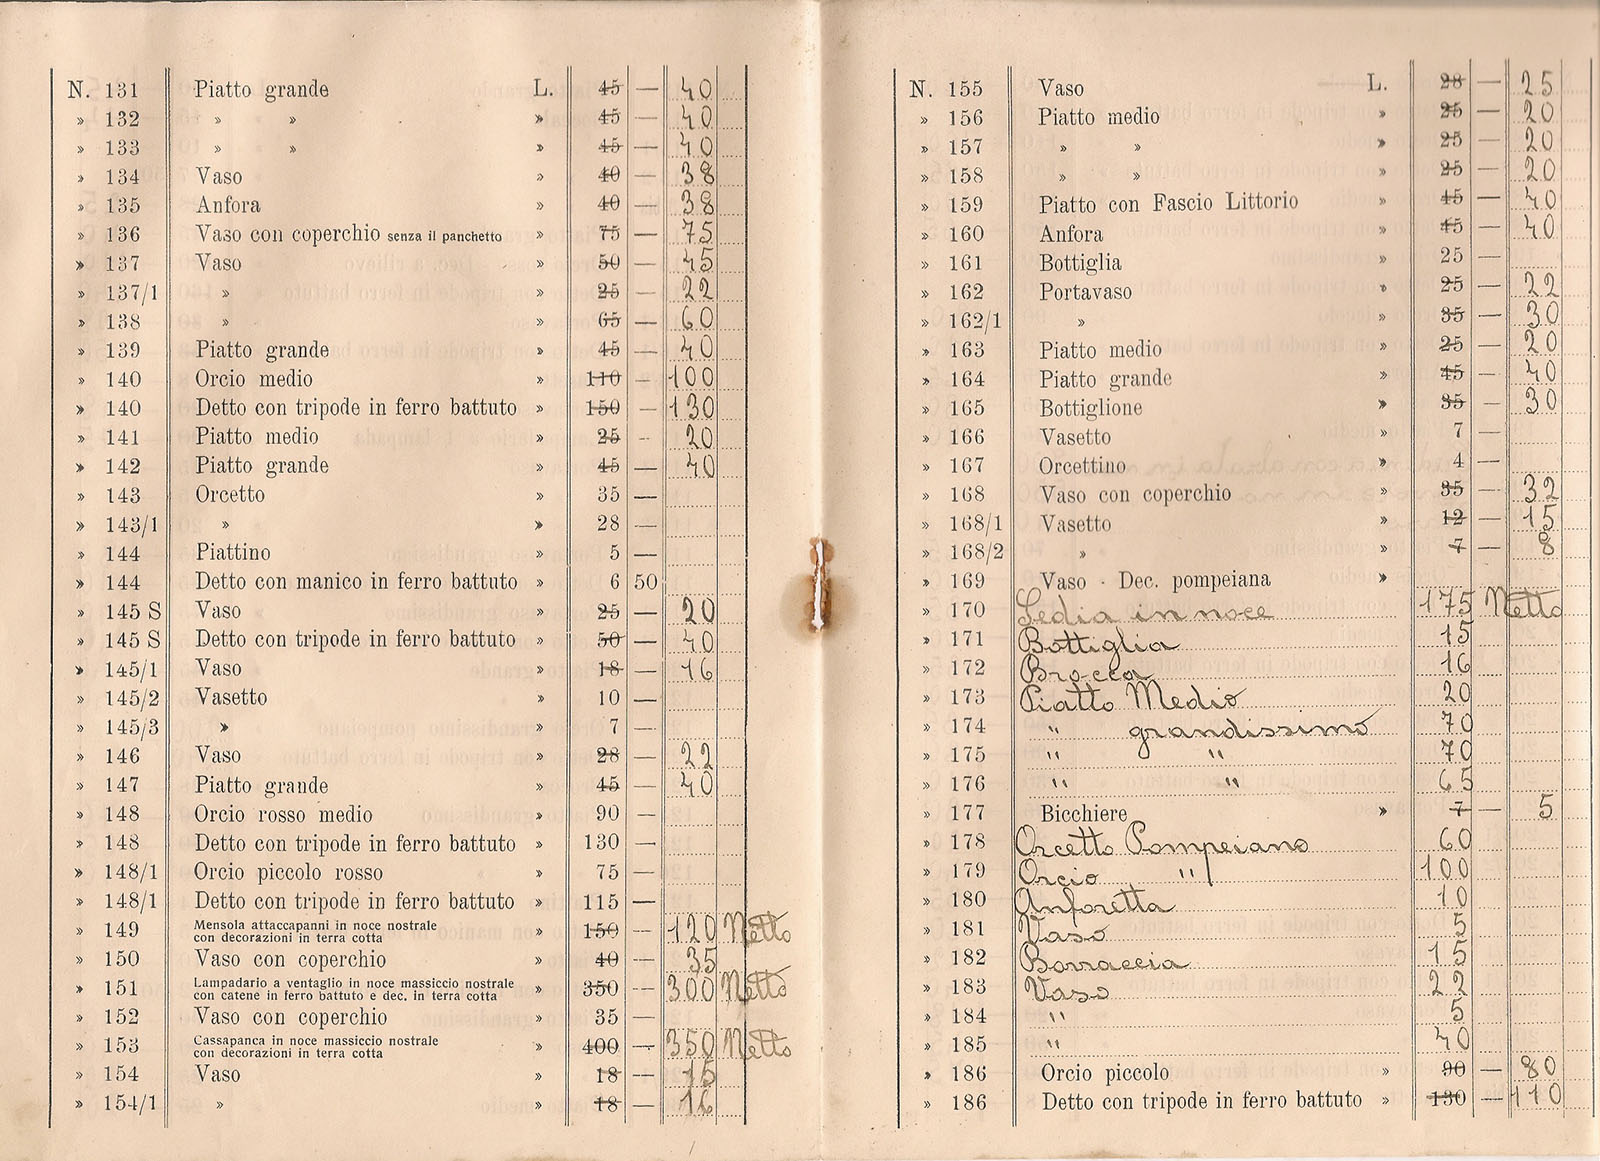 N. 131 Piatto grande L. 45 — 40
» 132 » » » 45 — 40
» 133 » » » 45 — 40
» 134 Vaso » 40 — 38
» 135 Anfora » 40 — 38
» 136 Vaso con coperchio senza il panchetto » 75 — 75
» 137 Vaso » 50 — 45
» 137/1 » » 25 — 22
» 138 » » 65 — 60
» 139 Piatto grande » 45 — 40
» 140 Orcio medio » 110 — 100
» 140 Detto con tripode in ferro battuto » 150 — 130
» 141 Piatto medio » 25 — 20
» 142 Piatto grande » 45 — 40
» 143 Orcetto » 35 —
» 143/1 » » 28 —
» 144 Piattino » 5 —
» 144 Detto con manico in ferro battuto » 6 50
» 145 S Vaso » 25 — 20
» 145 S Detto con tripode in ferro battuto » 50 — 40
» 145/1 Vaso » 18 — 16
» 145/2 Vasetto » 10 —
» 145/3 » » 7 —
» 146 Vaso » 28 — 22
» 147 Piatto grande » 45 — 40
» 148 Orcio rosso medio » 90 —
» 148 Detto con tripode in ferro battuto » 130 —
» 148/1 Orcio piccolo rosso » 75 —
» 148/1 Detto con tripode in ferro battuto » 115 —
» 149 Mensola attaccapanni in noce nostrale
con decorazioni in terra cotta » 150 — 120 Netto
» 150 Vaso con coperchio » 40 — 35
» 151 Lampadario a ventaglio in noce massiccio nostrale
con catene in ferro battuto e dec. in terra cotta » 350 — 300 Netto
» 152 Vaso con coperchio » 35 —
» 153 Cassapanca in noce massiccio nostrale
con decorazioni in terra cotta » 400 — 350 Netto
» 154 Vaso » 18 — 15
» 154/1 » » 18 — 16
N. 155 Vaso L. 28 — 25
» 156 Piatto medio » 25 — 20
» 157 » » » 25 — 20
» 158 » » » 25 — 20
» 159 Piatto con Fascio Littorio » 45 — 40
» 160 Anfora » 45 — 40
» 161 Bottiglia » 25 —
» 162 Portavaso » 25 — 22
» 162/1 » » 35 — 30
» 163 Piatto medio » 25 — 20
» 164 Piatto grande » 45 — 40
» 165 Bottiglione » 35 — 30
» 166 Vasetto » 7 —
» 167 Orcettino » 4 —
» 168 Vaso con coperchio » 35 — 32
» 168/1 Vasetto » 12 — 15
» 168/2 » » 7 — 8
» 169 Vaso - Dec. pompeiana »
» 170 Sedia in noce 175 Netto
» 171 Bottiglia 15
» 172 Brocca 16
» 173 Piatto Medio 20
» 174 " grandissimo 70
» 175 " " 70
» 176 " " 65
» 177 Bicchiere » 7 — 5
» 178 Orcetto Pompeiano 60
» 179 Orcio " 100
» 180 Anforetta 10
» 181 Vaso 5
» 182 Borraccia 15
» 183 Vaso 22
» 184 " 5
» 185 " 40
» 186 Orcio piccolo » 90 — 80
» 186 Detto con tripode in ferro battuto » 130 — 110